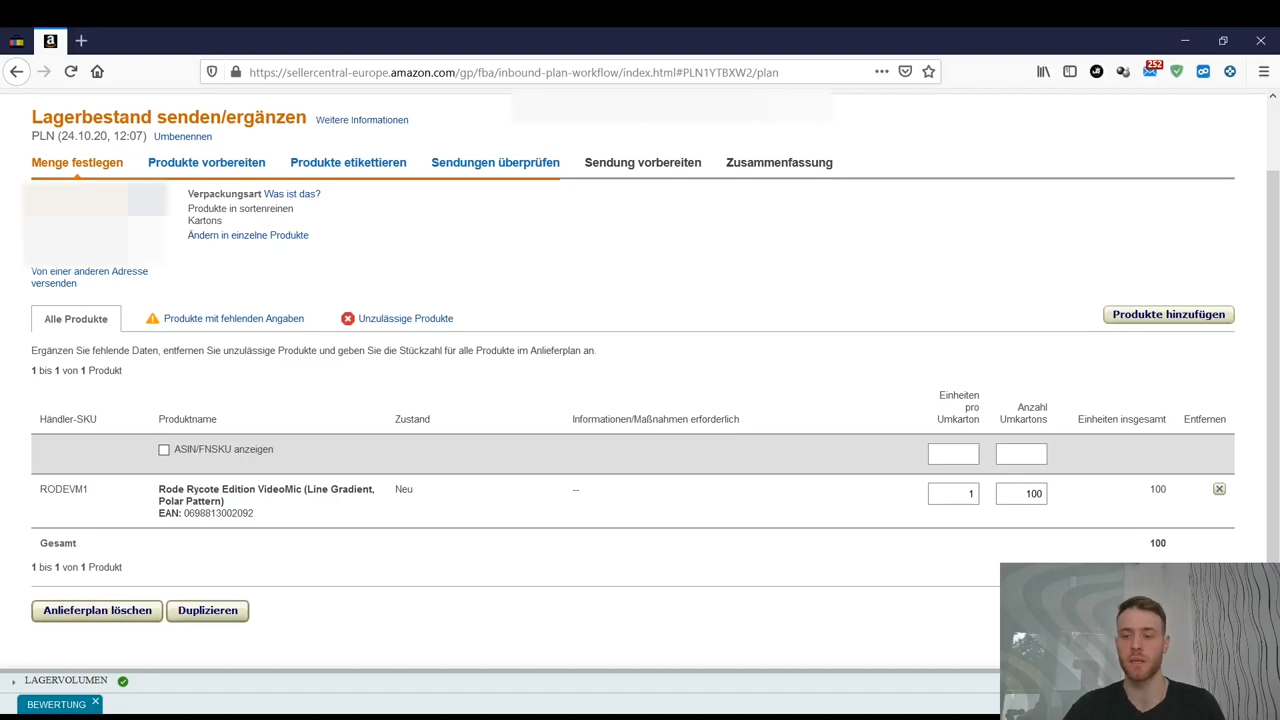 https://sellercentral-europe.amazon.com/gp/fba/inbound-plan-workflow/index.html#PLN1YTBXW2/plan
252
Lagerbestand senden/ergänzen Weitere Informationen
PLN (24.10.20, 12:07) Umbenennen
Menge festlegen Produkte vorbereiten Produkte etikettieren Sendungen überprüfen Sendung vorbereiten Zusammenfassung
Verpackungsart Was ist das?
Produkte in sortenreinen
Kartons
Ändern in einzelne Produkte
Von einer anderen Adresse
versenden
Alle Produkte Produkte mit fehlenden Angaben Unzulässige Produkte Produkte hinzufügen
Ergänzen Sie fehlende Daten, entfernen Sie unzulässige Produkte und geben Sie die Stückzahl für alle Produkte im Anlieferplan an.
1 bis 1 von 1 Produkt
Händler-SKU Produktname Zustand Informationen/Maßnahmen erforderlich
Einheiten
pro
Umkarton
Anzahl
Umkartons
Einheiten insgesamt Entfernen
ASIN/FNSKU anzeigen
RODEVM1
Rode Rycote Edition VideoMic (Line Gradient,
Polar Pattern)
EAN: 0698813002092
Neu -- 1 100 100
Gesamt 100
1 bis 1 von 1 Produkt
Anlieferplan löschen Duplizieren
LAGERVOLUMEN
BEWERTUNG